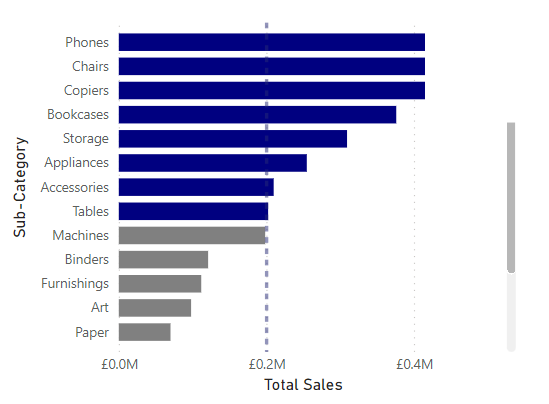 Sub-Category
Phones
Chairs
Copiers
Bookcases
Storage
Appliances
Accessories
Tables
Machines
Binders
Furnishings
Art
Paper
£0.0M £0.2M £0.4M
Total Sales